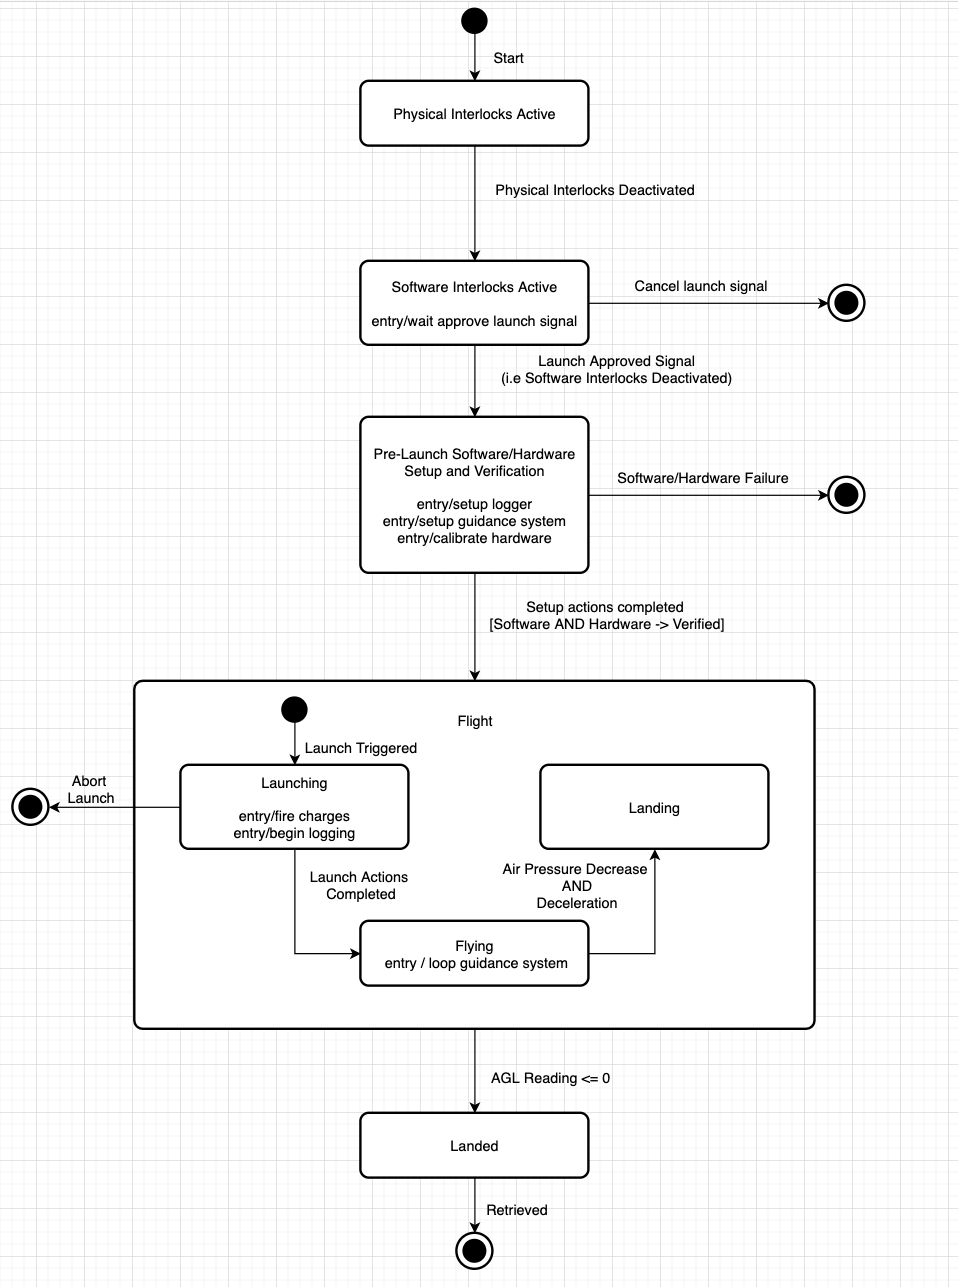 Start
Physical Interlocks Active
Physical Interlocks Deactivated
Software Interlocks Active
entry/wait approve launch signal
Cancel launch signal
Launch Approved Signal
(i.e Software Interlocks Deactivated)
Pre-Launch Software/Hardware
Setup and Verification
entry/setup logger
entry/setup guidance system
entry/calibrate hardware
Software/Hardware Failure
Setup actions completed
[Software AND Hardware -> Verified]
Flight
Launch Triggered
Launching
entry/fire charges
entry/begin logging
Abort
Launch
Landing
Launch Actions
Completed
Air Pressure Decrease
AND
Deceleration
Flying
entry / loop guidance system
AGL Reading <= 0
Landed
Retrieved